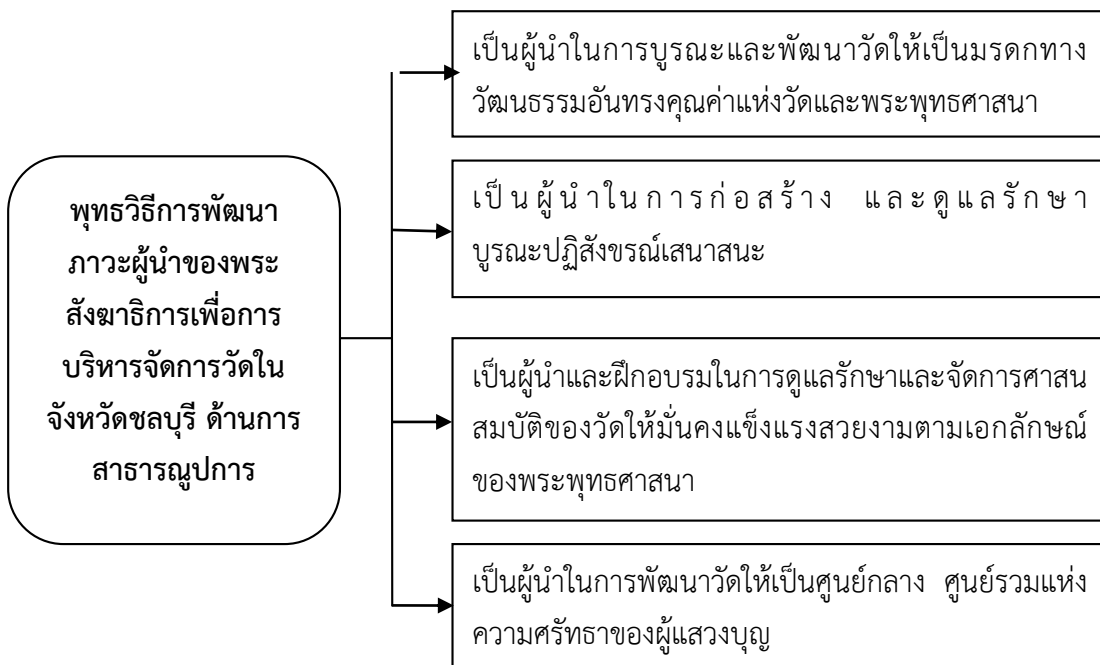 เป็นผู้นำในการบูรณะและพัฒนาวัดให้เป็นมรดกทาง
วัฒนธรรมอันทรงคุณค่าแห่งวัดและพระพุทธศาสนา
พุทธวิธีการพัฒนา
ภาวะผู้นำของพระ
สังฆาธิการเพื่อการ
บริหารจัดการวัดใน
จังหวัดชลบุรี ด้านการ
สาธารณูปการ
เป็นผู้นำในการก่อสร้าง และดูแลรักษา
บูรณะปฏิสังขรณ์เสนาสนะ
เป็นผู้นำและฝึกอบรมในการดูแลรักษาและจัดการศาสน
สมบัติของวัดให้มั่นคงแข็งแรงสวยงามตามเอกลักษณ์
ของพระพุทธศาสนา
เป็นผู้นำในการพัฒนาวัดให้เป็นศูนย์กลาง ศูนย์รวมแห่ง
ความศรัทธาของผู้แสวงบุญ